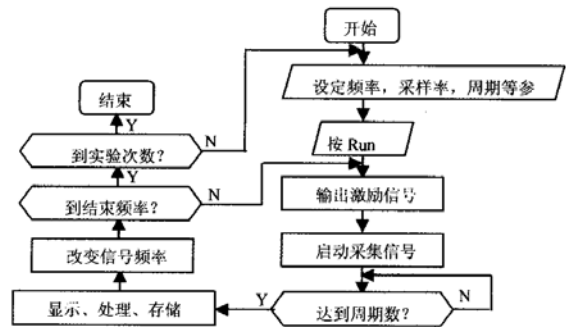 开始
设定频率，采样率，周期等参
按 Run
输出激励信号
启动采集信号
达到周期数？
N
Y
显示、处理、存储
改变信号频率
到结束频率？
N
Y
到实验次数？
N
Y
结束